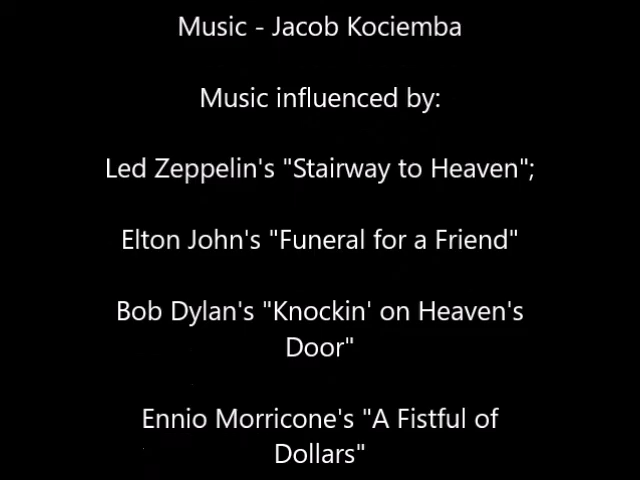 Music - Jacob Kociemba
Music influenced by:
Led Zeppelin's "Stairway to Heaven";
Elton John's "Funeral for a Friend"
Bob Dylan's "Knockin' on Heaven's
Door"
Ennio Morricone's "A Fistful of
Dollars"